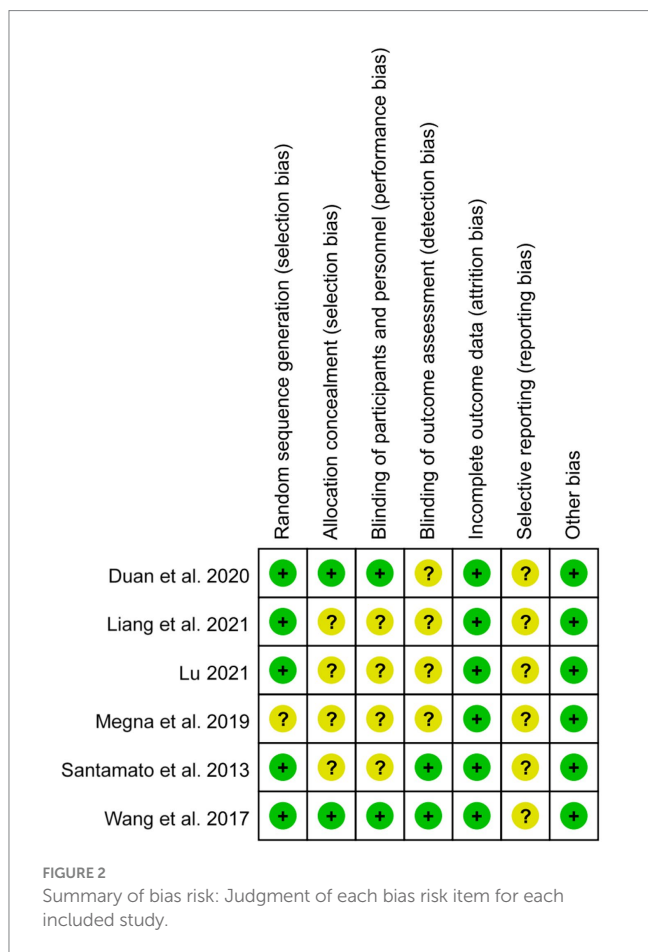 Random sequence generation (selection bias)
Allocation concealment (selection bias)
Blinding of participants and personnel (performance bias)
Blinding of outcome assessment (detection bias)
Incomplete outcome data (attrition bias)
Selective reporting (reporting bias)
Other bias
Duan et al. 2020 + + + ? + ? +
Liang et al. 2021 + ? ? ? + ? +
Lu 2021 + ? ? ? + ? +
Megna et al. 2019 ? ? ? ? + ? +
Santamato et al. 2013 + ? ? + + ? +
Wang et al. 2017 + + + + + ? +
FIGURE 2
Summary of bias risk: Judgment of each bias risk item for each
included study.